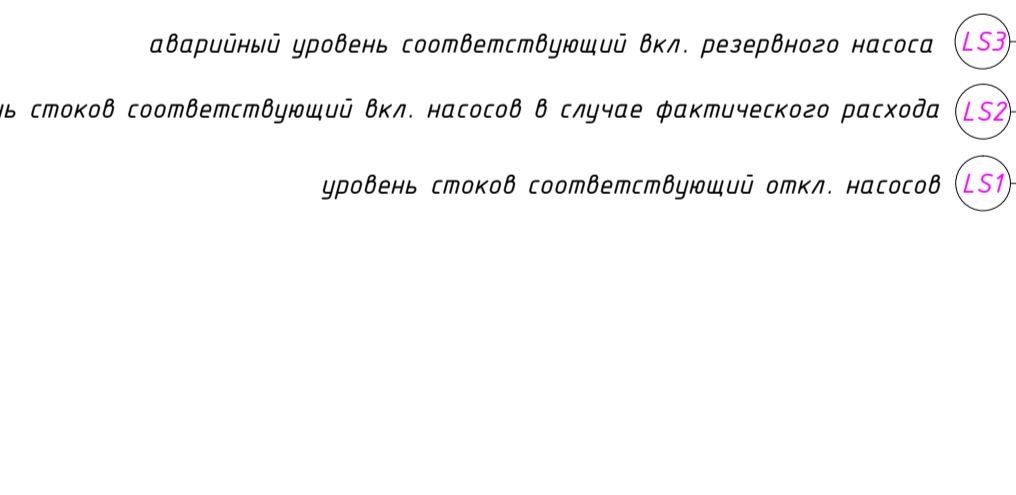 аварийный уровень соответствующий вкл. резервного насоса LS3
стоков соответствующий вкл. насосов в случае фактического расхода LS2
уровень стоков соответствующий откл. насосов LS1